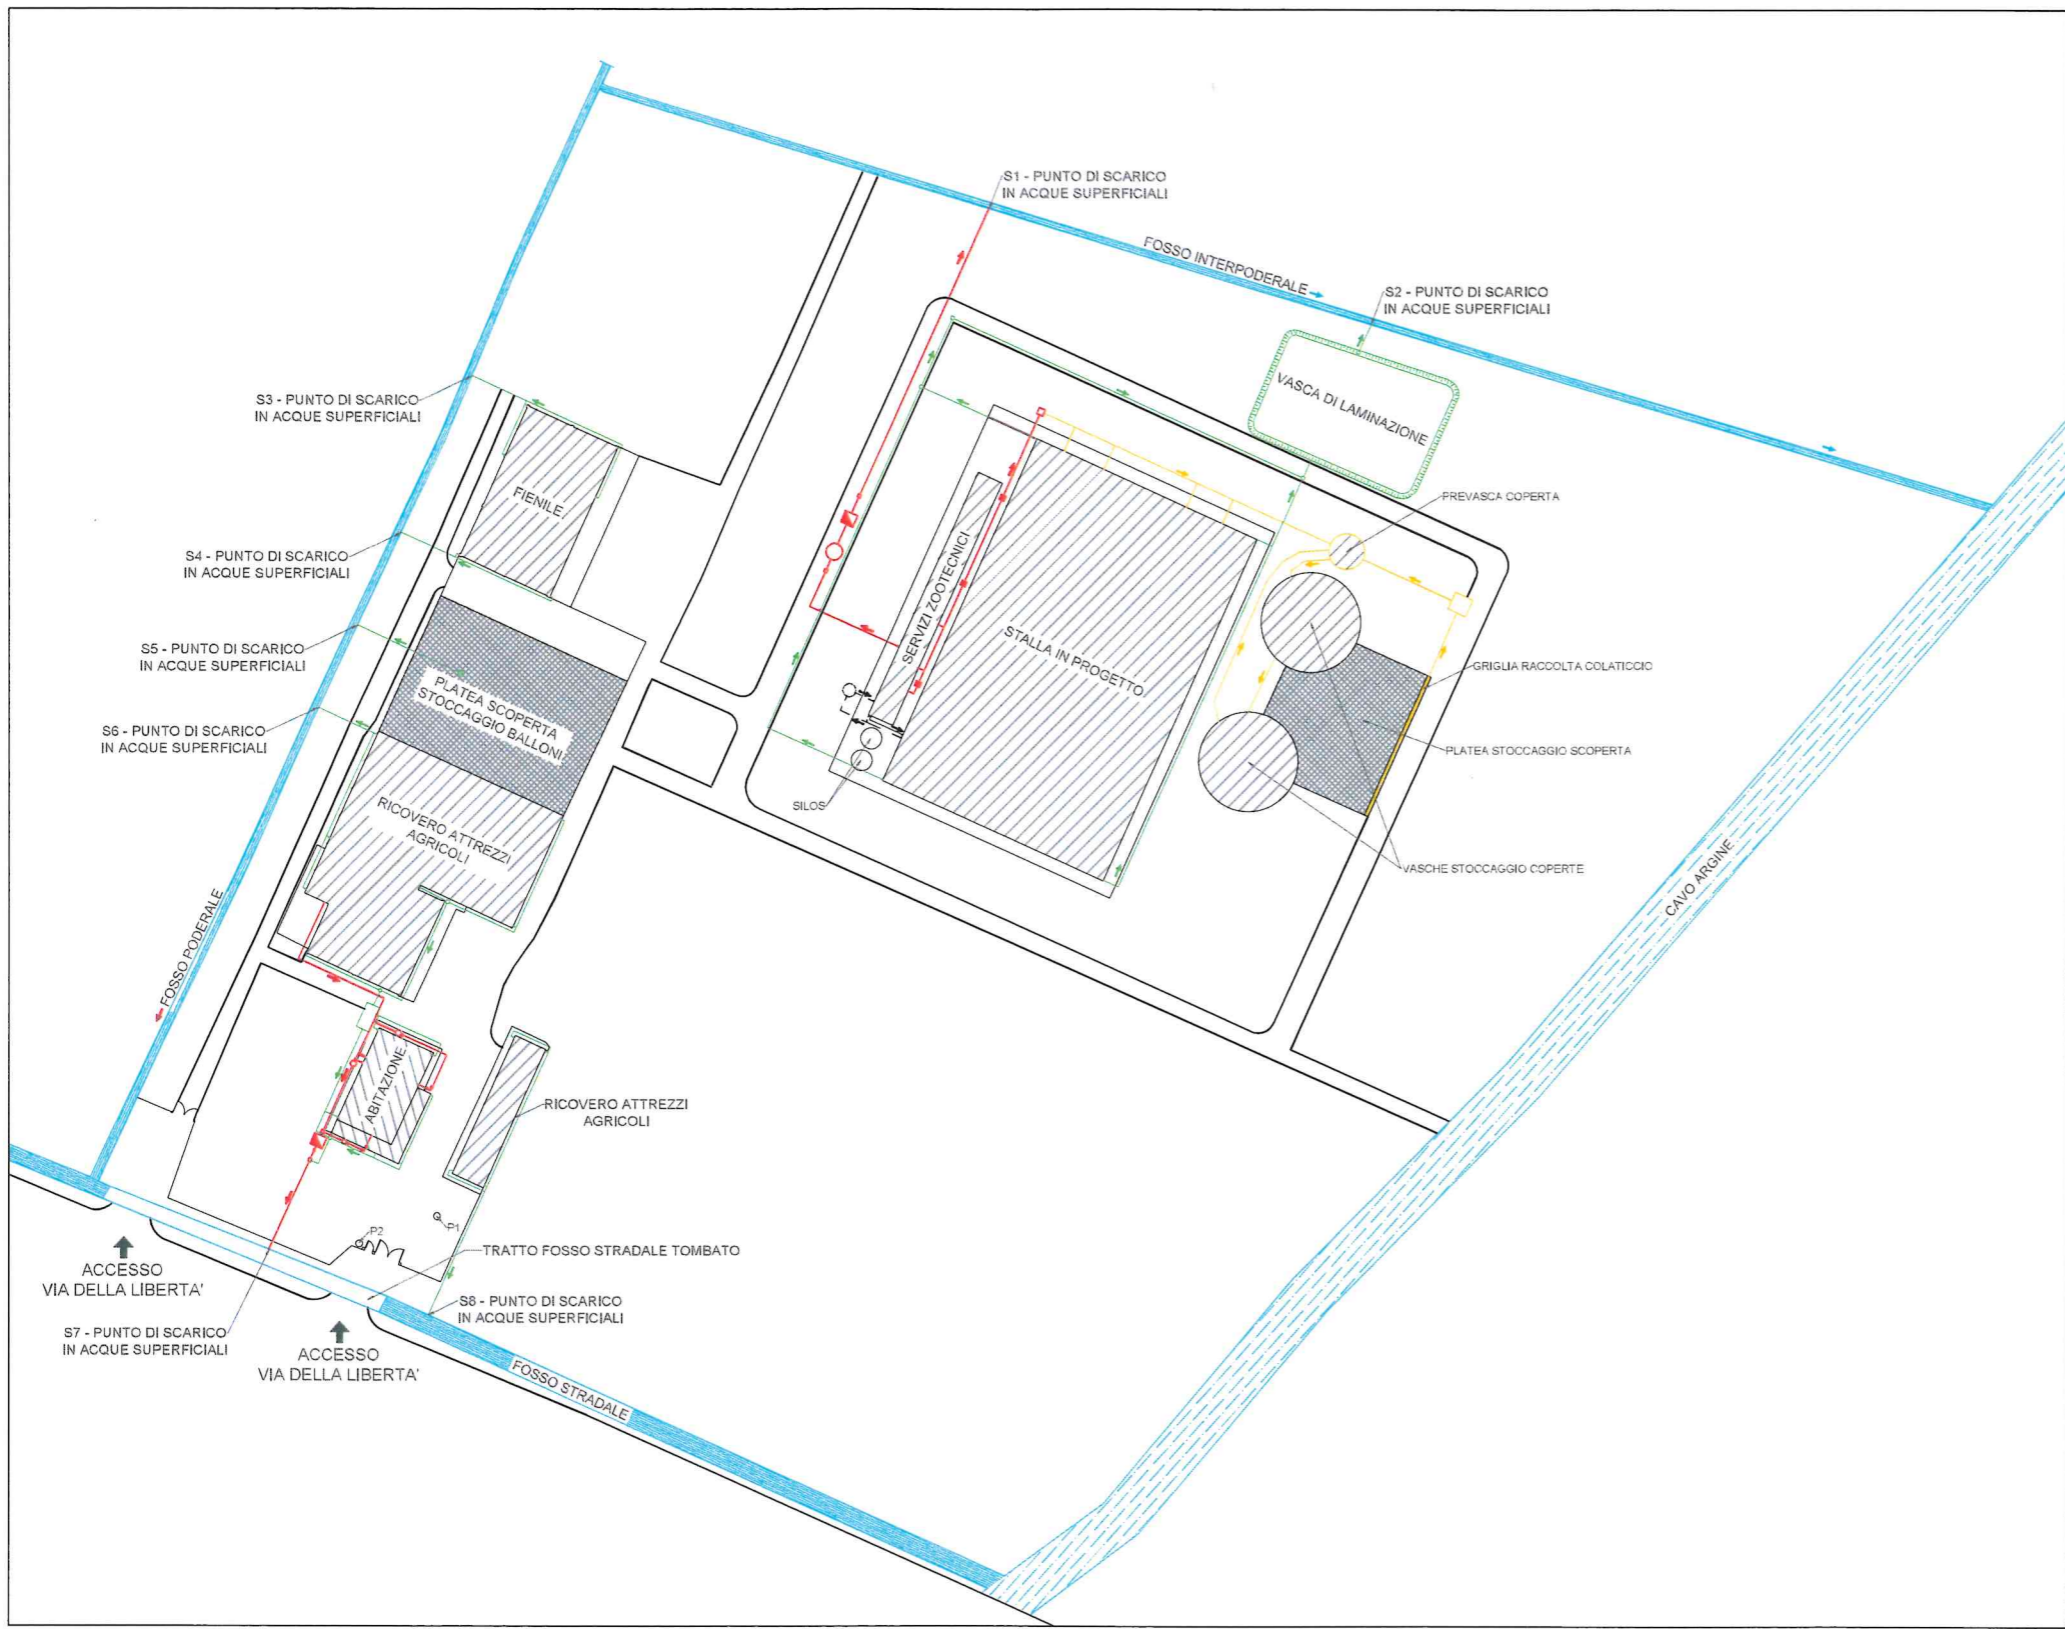 S1 - PUNTO DI SCARICO
IN ACQUE SUPERFICIALI
FOSSO INTERPODERALE
S2 - PUNTO DI SCARICO
IN ACQUE SUPERFICIALI
VASCA DI LAMINAZIONE
S3 - PUNTO DI SCARICO
IN ACQUE SUPERFICIALI
FIENILE
PREVASCA COPERTA
S4 - PUNTO DI SCARICO
IN ACQUE SUPERFICIALI
SERVIZI ZOOTECNICI
STALLA IN PROGETTO
S5 - PUNTO DI SCARICO
IN ACQUE SUPERFICIALI
GRIGLIA RACCOLTA COLATICCIO
PLATEA SCOPERTA
STOCCAGGIO BALLONI
S6 - PUNTO DI SCARICO
IN ACQUE SUPERFICIALI
PLATEA STOCCAGGIO SCOPERTA
SILOS
RICOVERO ATTREZZI
AGRICOLI
VASCHE STOCCAGGIO COPERTE
CAVO ARGINE
FOSSO PODERALE
ABITAZIONE
RICOVERO ATTREZZI
AGRICOLI
P1
P2
TRATTO FOSSO STRADALE TOMBATO
ACCESSO
VIA DELLA LIBERTA'
S8 - PUNTO DI SCARICO
IN ACQUE SUPERFICIALI
S7 - PUNTO DI SCARICO
IN ACQUE SUPERFICIALI
ACCESSO
VIA DELLA LIBERTA'
FOSSO STRADALE